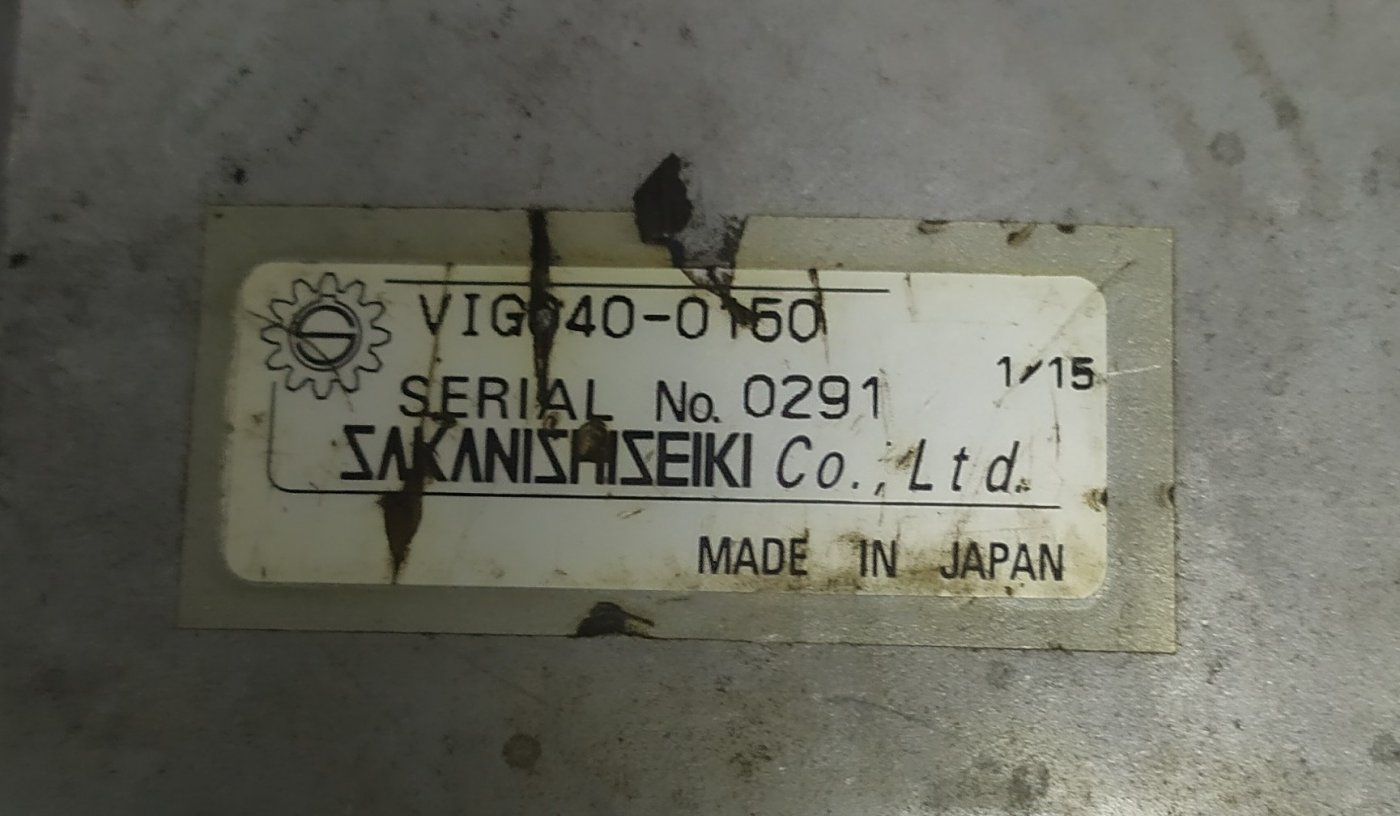 VIG040-0150
1/15
SERIAL No. 0291
SAKANISHISEIKI Co., Ltd.
MADE IN JAPAN